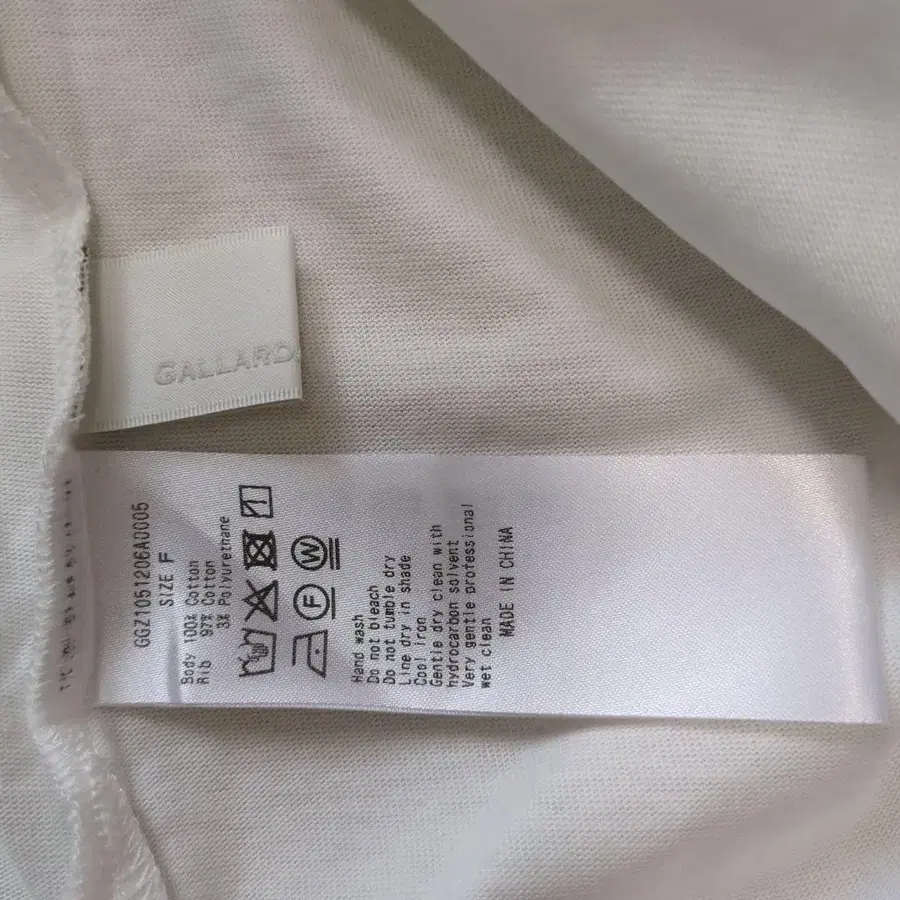 GALLARD
GGZ1051206A0005
SIZE F
Body 100% Cotton
Rib 97% Cotton
3% Polyurethane
F
W
Hand wash
Do not bleach
Do not tumble dry
Line dry in shade
Cool iron
Gentle dry clean with
hydrocarbon solvent
Very gentle professional
wet clean
MADE IN CHINA